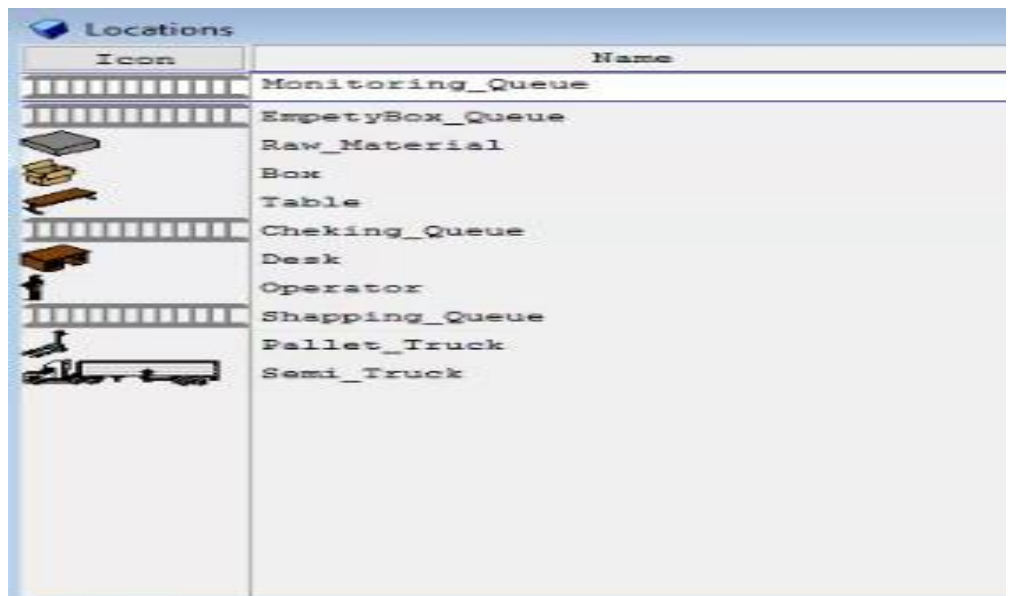 Locations
Icon Name
Monitoring_Queue
EmpetyBox_Queue
Raw_Material
Box
Table
Cheking_Queue
Desk
Operator
Shapping_Queue
Pallet_Truck
Semi_Truck